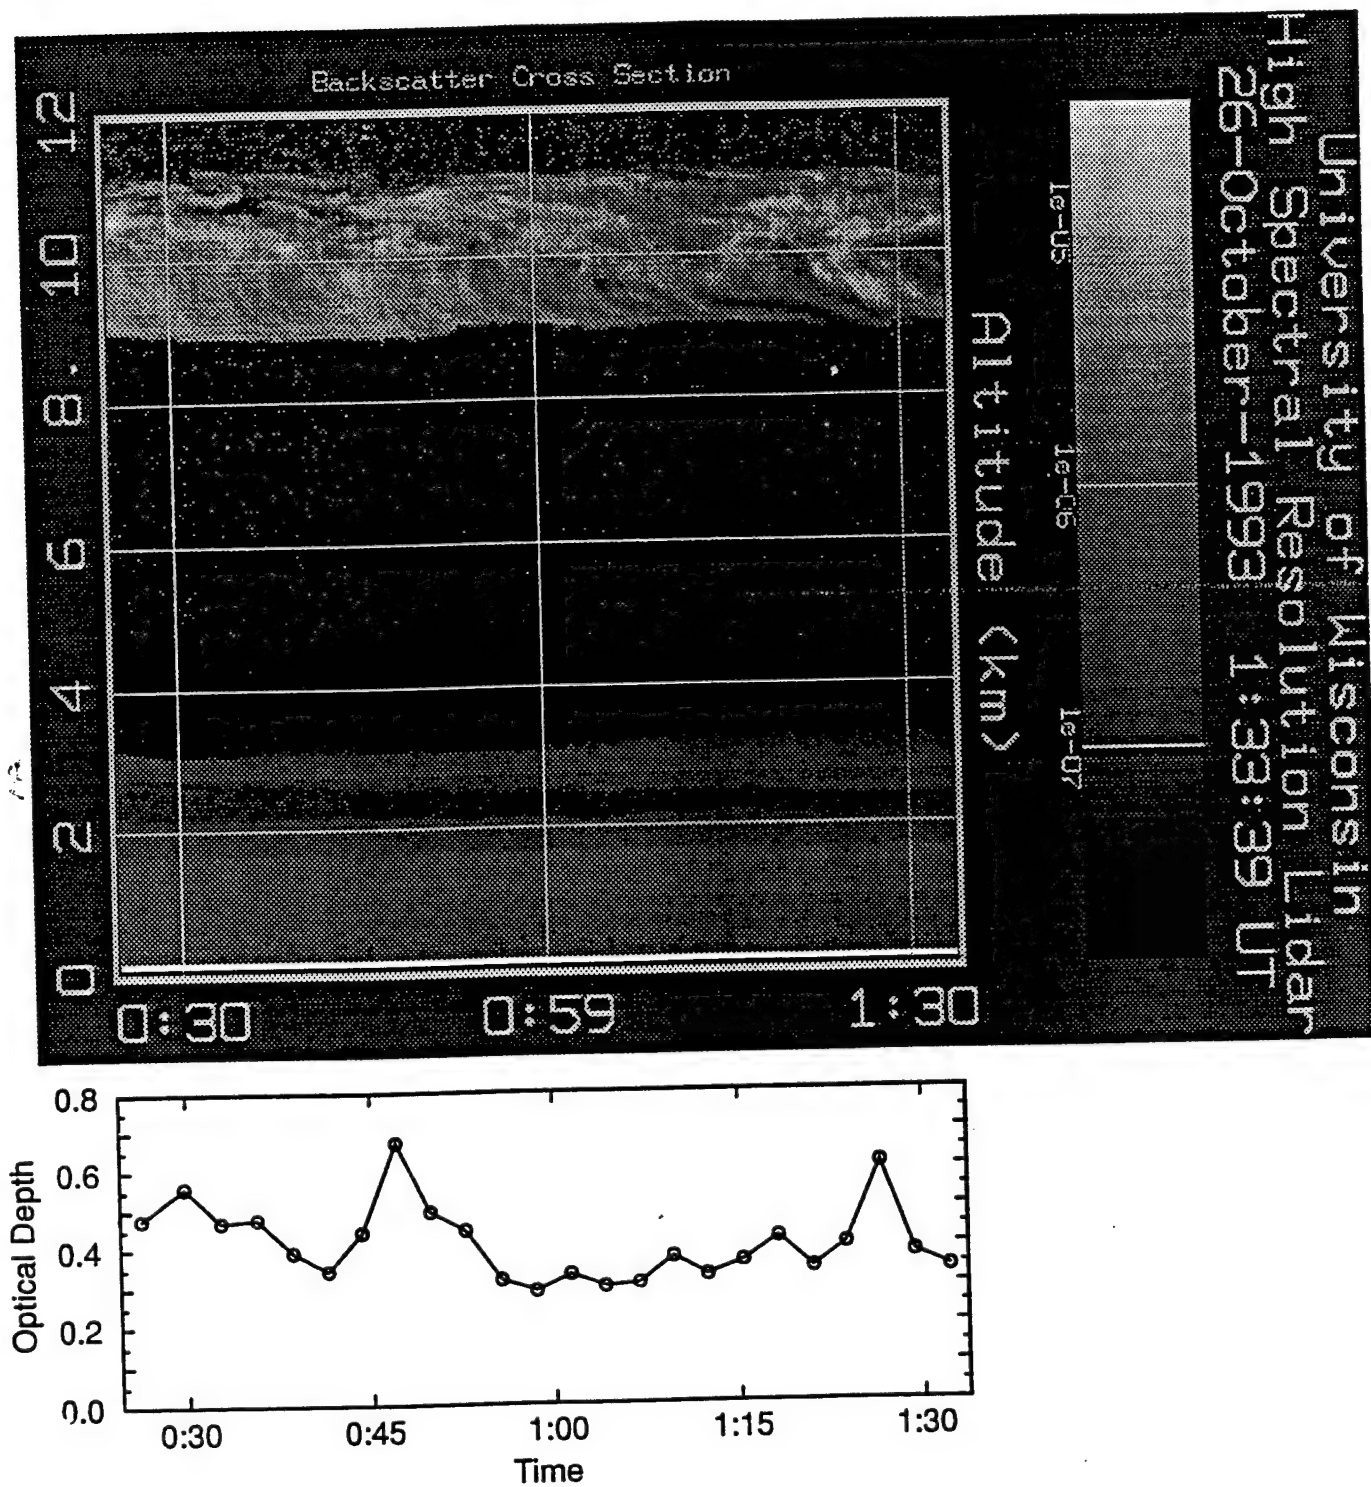 Backscatter Cross Section
12
10
8.
6
4
2
0
0:30
0:59
1:30
Altitude <km>
1e-05
1e-06
1e-07
University of Wisconsin
High Spectral Resolution Lidar
26-October-1993 1:33:39 UT
0.8
0.6
0.4
0.2
0.0
Optical Depth
0:30
0:45
1:00
1:15
1:30
Time